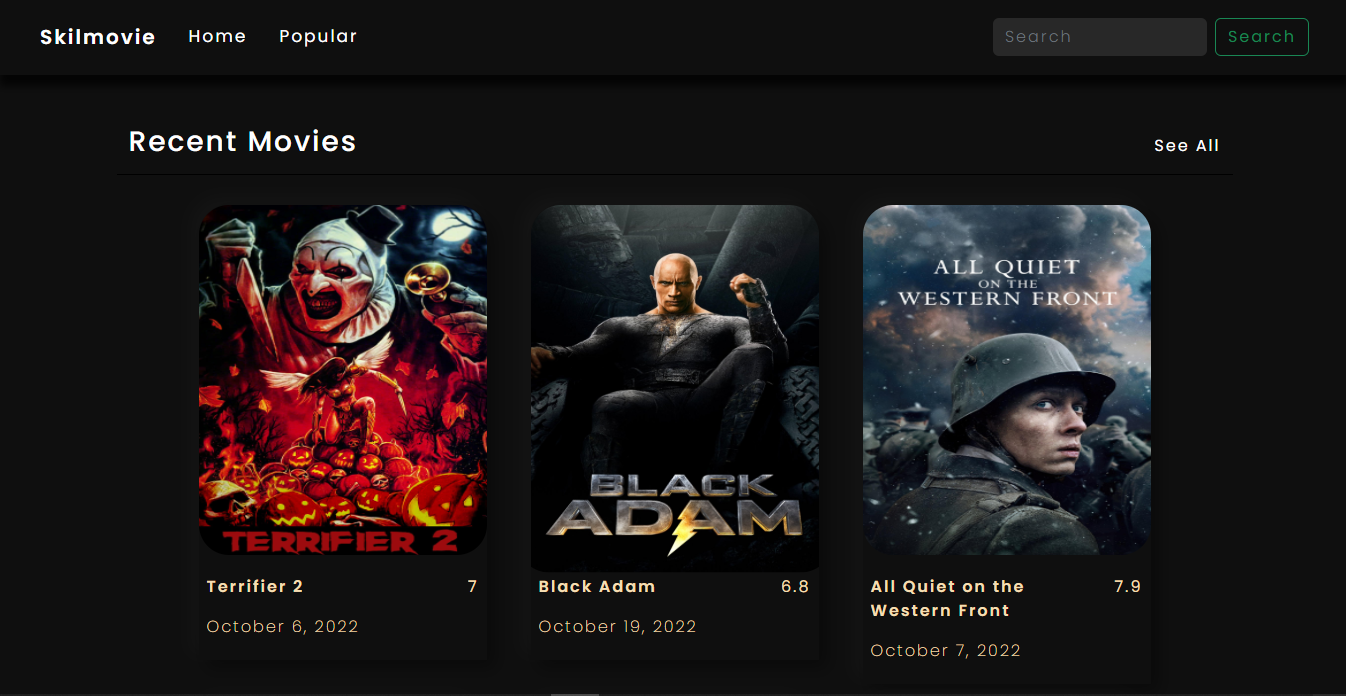 Skilmovie Home Popular Search Search
Recent Movies See All
ALL QUIET
ON THE
WESTERN FRONT
BLACK
ADAM
TERRIFIER 2
Terrifier 2 7
October 6, 2022
Black Adam 6.8
October 19, 2022
All Quiet on the 7.9
Western Front
October 7, 2022